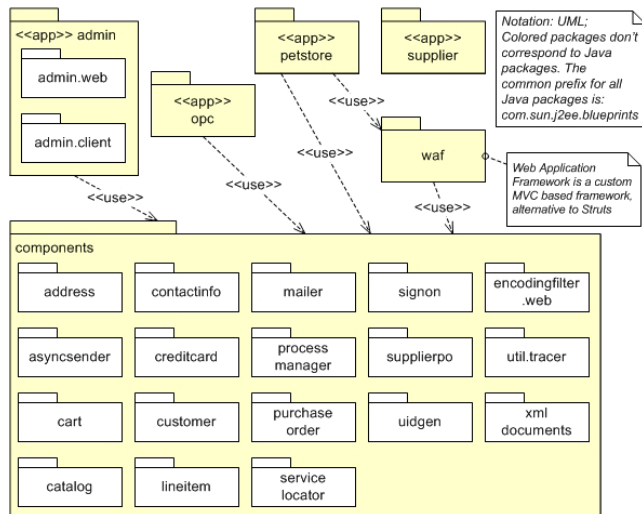 <<app>> admin
admin.web
admin.client
<<app>>
opc
<<app>>
petstore
<<app>>
supplier
Notation: UML;
Colored packages don't
correspond to Java
packages. The
common prefix for all
Java packages is:
com.sun.j2ee.blueprints
<<use>>
waf
Web Application
Framework is a custom
MVC based framework,
alternative to Struts
<<use>>
<<use>>
<<use>>
<<use>>
components
address
contactinfo
mailer
signon
encodingfilter
.web
asyncsender
creditcard
process
manager
supplierpo
util.tracer
cart
customer
purchase
order
uidgen
xml
documents
catalog
lineitem
service
locator